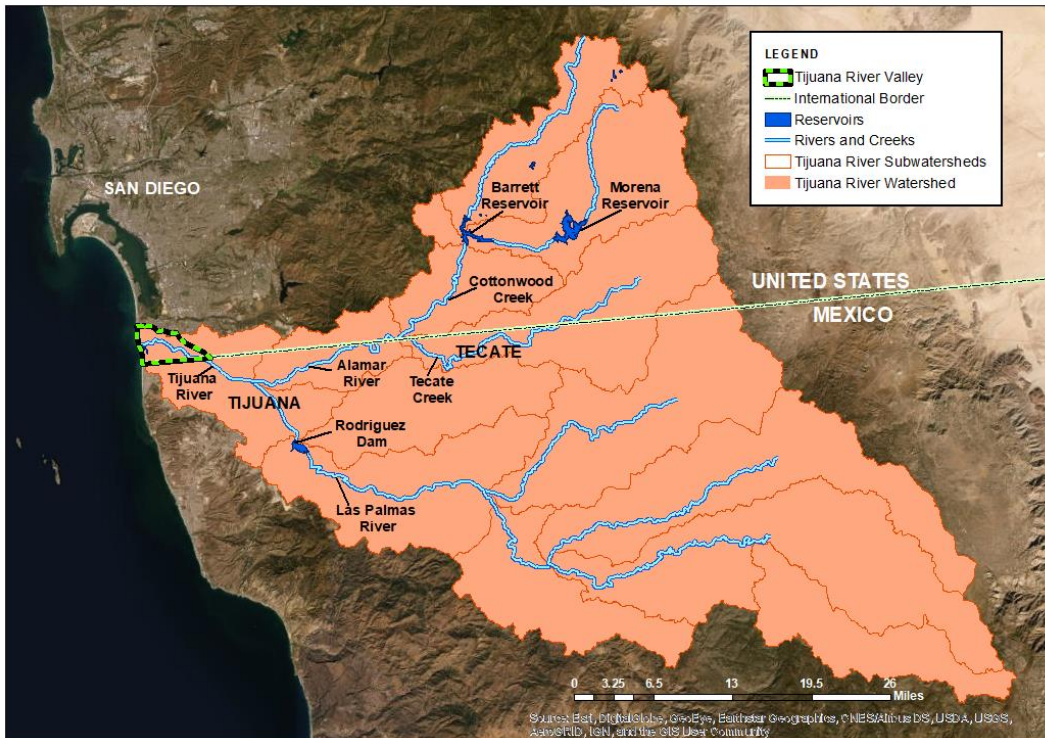 LEGEND
Tijuana River Valley
International Border
Reservoirs
Rivers and Creeks
Tijuana River Subwatersheds
Tijuana River Watershed
SAN DIEGO
Barrett
Reservoir
Morena
Reservoir
Cottonwood
Creek
UNITED STATES
MEXICO
TECATE
Alamar
River
Tecate
Creek
Tijuana
River
TIJUANA
Rodriguez
Dam
Las Palmas
River
0 3.25 6.5 13 19.5 26
Miles
Source: Esri, DigitalGlobe, GeoEye, Earthstar Geographics, CNES/Airbus DS, USDA, USGS,
AeroGRID, IGN, and the GIS User Community